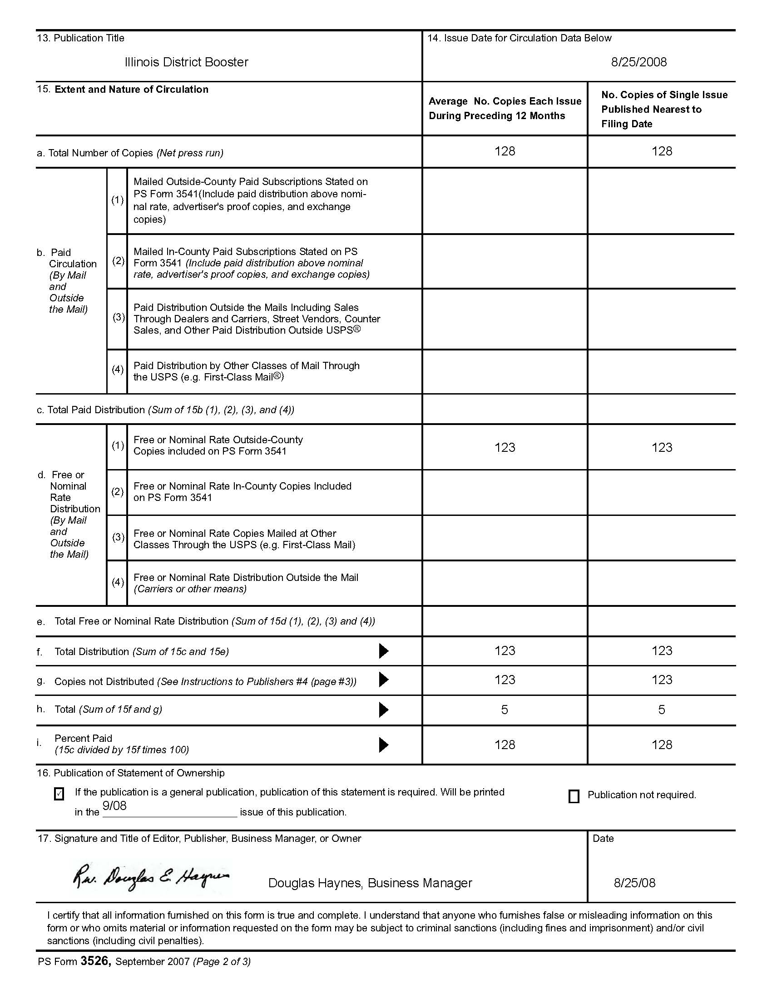 13. Publication Title
Illinois District Booster
14. Issue Date for Circulation Data Below
8/25/2008
15. Extent and Nature of Circulation
Average No. Copies Each Issue
During Preceding 12 Months
No. Copies of Single Issue
Published Nearest to
Filing Date
a. Total Number of Copies (Net press run)
128
128
b. Paid
Circulation
(By Mail
and
Outside
the Mail)
(1)
Mailed Outside-County Paid Subscriptions Stated on
PS Form 3541(Include paid distribution above nomi-
nal rate, advertiser's proof copies, and exchange
copies)
(2)
Mailed In-County Paid Subscriptions Stated on PS
Form 3541 (Include paid distribution above nominal
rate, advertiser's proof copies, and exchange copies)
(3)
Paid Distribution Outside the Mails Including Sales
Through Dealers and Carriers, Street Vendors, Counter
Sales, and Other Paid Distribution Outside USPS®
(4)
Paid Distribution by Other Classes of Mail Through
the USPS (e.g. First-Class Mail®)
c. Total Paid Distribution (Sum of 15b (1), (2), (3), and (4))
d. Free or
Nominal
Rate
Distribution
(By Mail
and
Outside
the Mail)
(1)
Free or Nominal Rate Outside-County
Copies included on PS Form 3541
123
123
(2)
Free or Nominal Rate In-County Copies Included
on PS Form 3541
(3)
Free or Nominal Rate Copies Mailed at Other
Classes Through the USPS (e.g. First-Class Mail)
(4)
Free or Nominal Rate Distribution Outside the Mail
(Carriers or other means)
e. Total Free or Nominal Rate Distribution (Sum of 15d (1), (2), (3) and (4))
f. Total Distribution (Sum of 15c and 15e)
123
123
g. Copies not Distributed (See Instructions to Publishers #4 (page #3))
123
123
h. Total (Sum of 15f and g)
5
5
i. Percent Paid
(15c divided by 15f times 100)
128
128
16. Publication of Statement of Ownership
If the publication is a general publication, publication of this statement is required. Will be printed
in the 9/08 issue of this publication.
Publication not required.
17. Signature and Title of Editor, Publisher, Business Manager, or Owner
Date
Rev. Douglas E. Haynes
Douglas Haynes, Business Manager
8/25/08
I certify that all information furnished on this form is true and complete. I understand that anyone who furnishes false or misleading information on this
form or who omits material or information requested on the form may be subject to criminal sanctions (including fines and imprisonment) and/or civil
sanctions (including civil penalties).
PS Form 3526, September 2007 (Page 2 of 3)